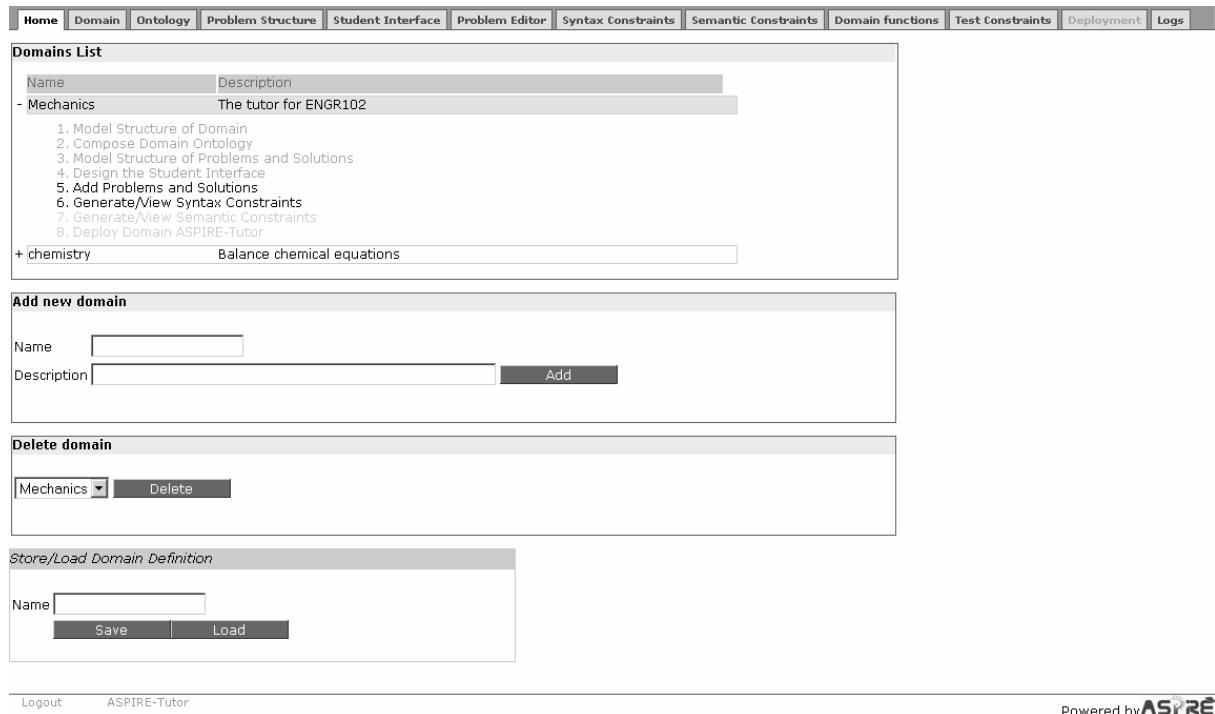 Home Domain Ontology Problem Structure Student Interface Problem Editor Syntax Constraints Semantic Constraints Domain functions Test Constraints Deployment Logs
Domains List
Name Description
- Mechanics The tutor for ENGR102
1. Model Structure of Domain
2. Compose Domain Ontology
3. Model Structure of Problems and Solutions
4. Design the Student Interface
5. Add Problems and Solutions
6. Generate/View Syntax Constraints
7. Generate/View Semantic Constraints
8. Deploy Domain ASPIRE-Tutor
+ chemistry Balance chemical equations
Add new domain
Name
Description Add
Delete domain
Mechanics Delete
Store/Load Domain Definition
Name
Save Load
Logout ASPIRE-Tutor
Powered by ASPIRE